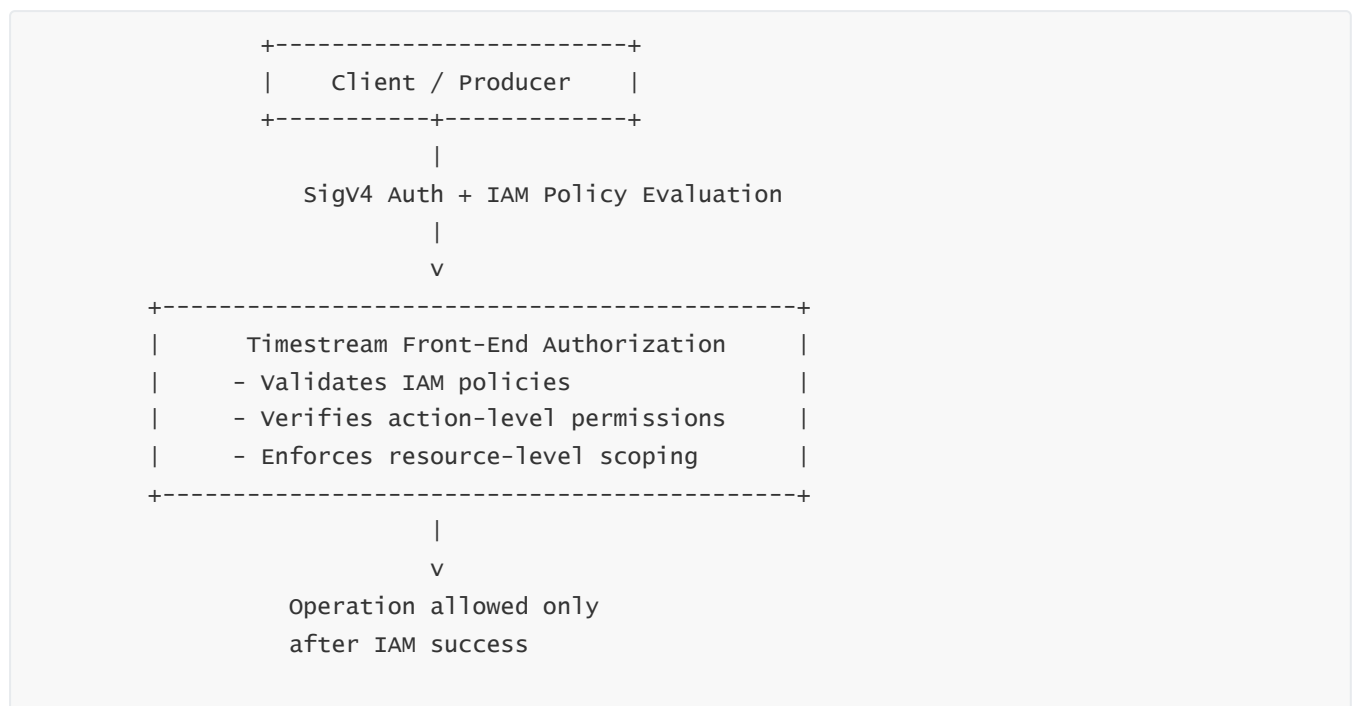 +-------------------------+
|    Client / Producer    |
+-----------+-------------+
|
SigV4 Auth + IAM Policy Evaluation
|
v
+---------------------------------------------+
|      Timestream Front-End Authorization     |
|     - Validates IAM policies                |
|     - Verifies action-level permissions     |
|     - Enforces resource-level scoping       |
+---------------------------------------------+
|
v
Operation allowed only
after IAM success